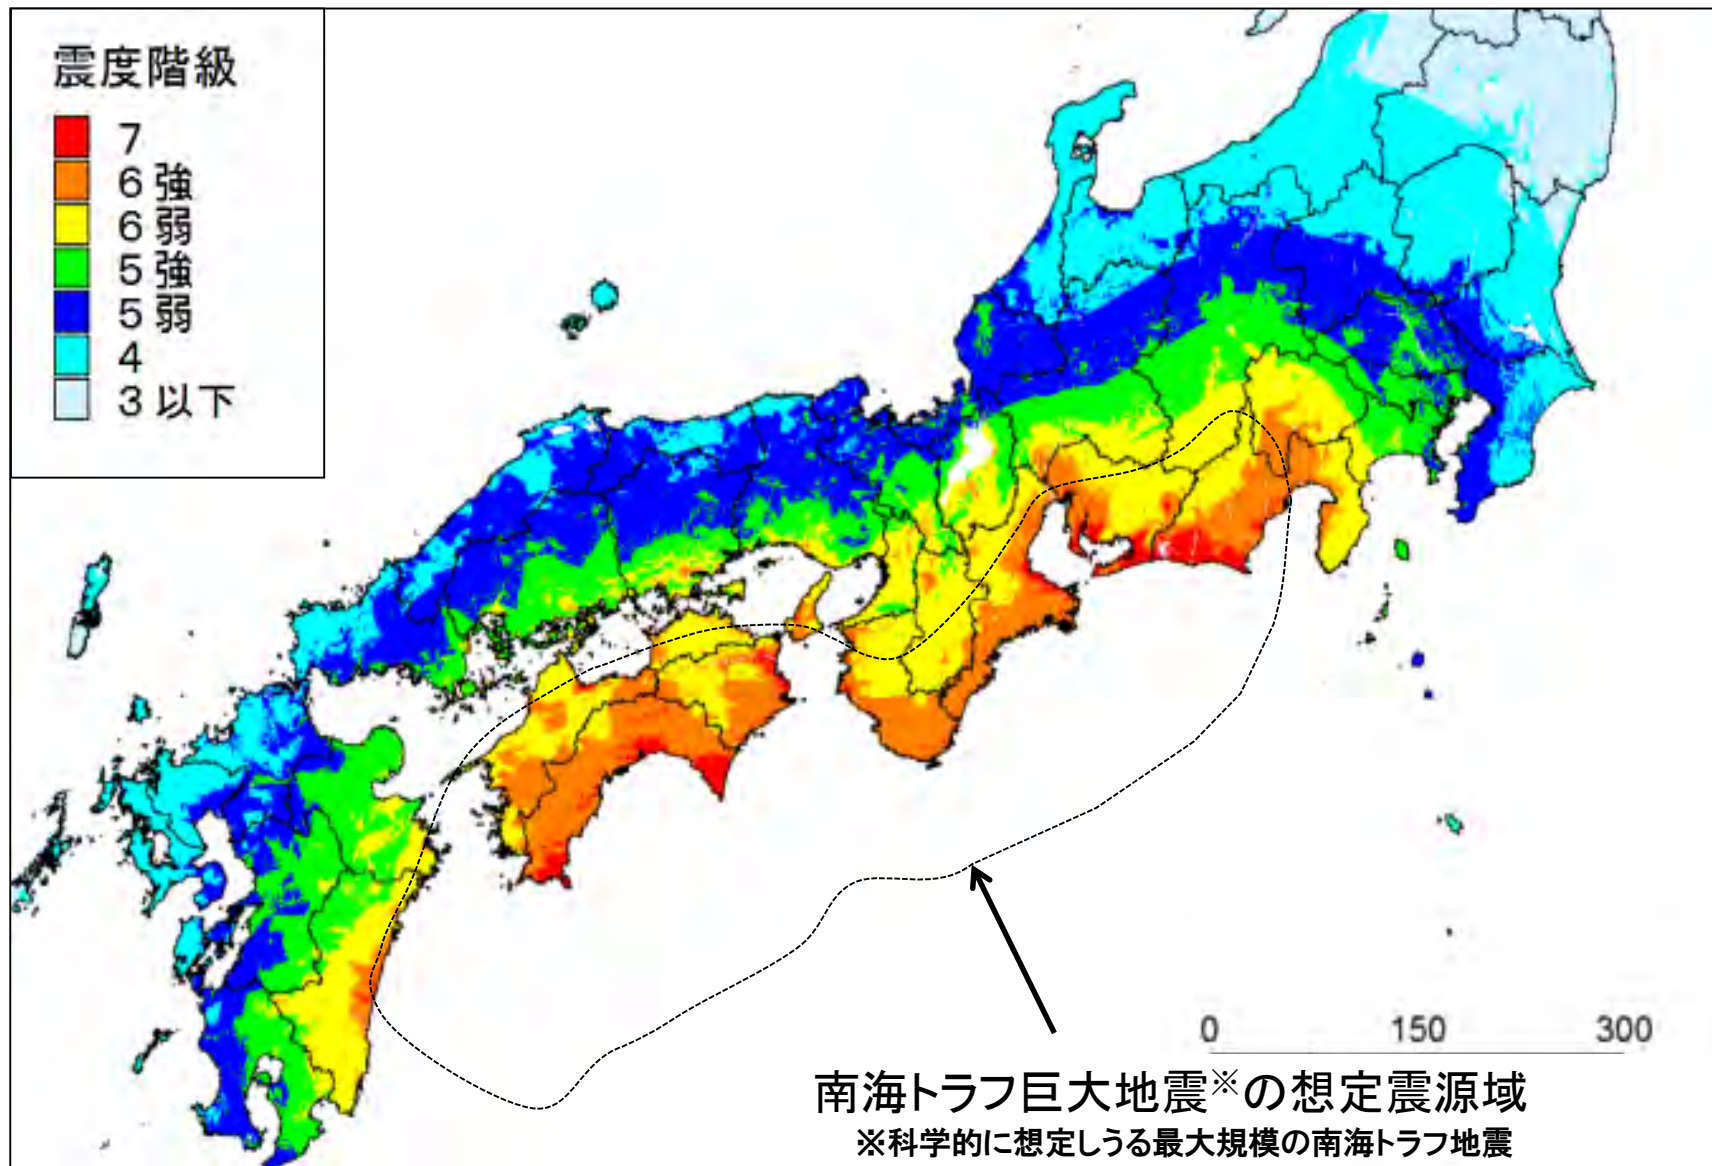 震度階級
7
6強
6弱
5強
5弱
4
3以下
0 150 300
南海トラフ巨大地震※の想定震源域
※科学的に想定しうる最大規模の南海トラフ地震